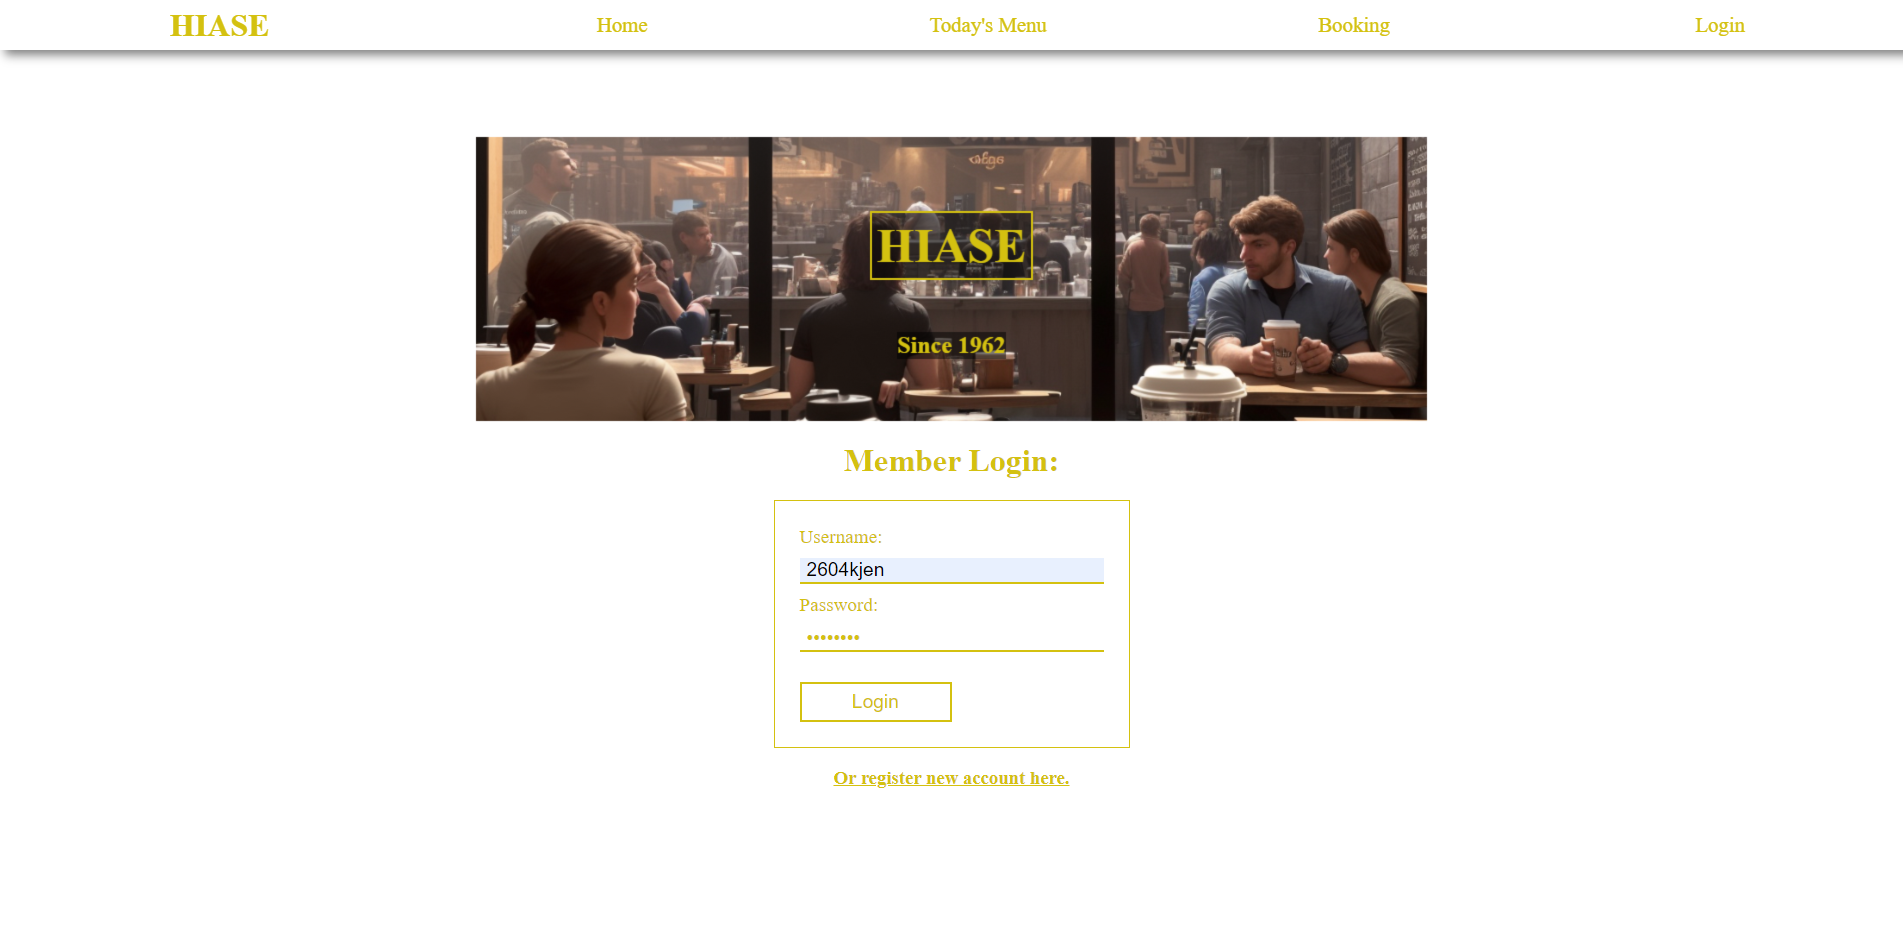 HIASE Home Today's Menu Booking Login
HIASE
Since 1962
Member Login:
Username:
2604kjen
Password:
••••••••
Login
Or register new account here.